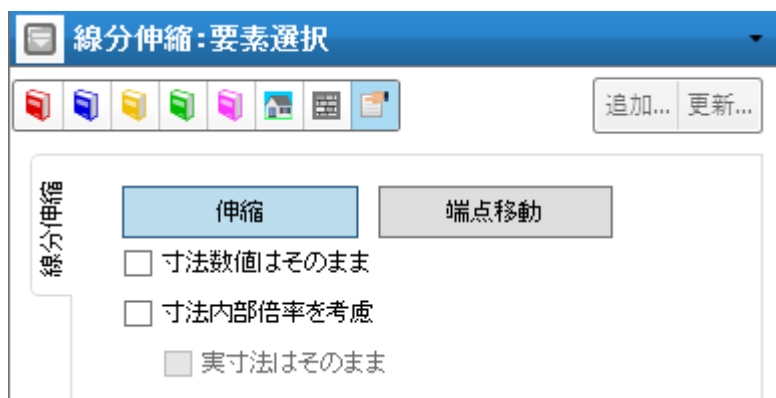 線分伸縮:要素選択
追加... 更新...
線分伸縮
伸縮 端点移動
寸法数値はそのまま
寸法内部倍率を考慮
実寸法はそのまま